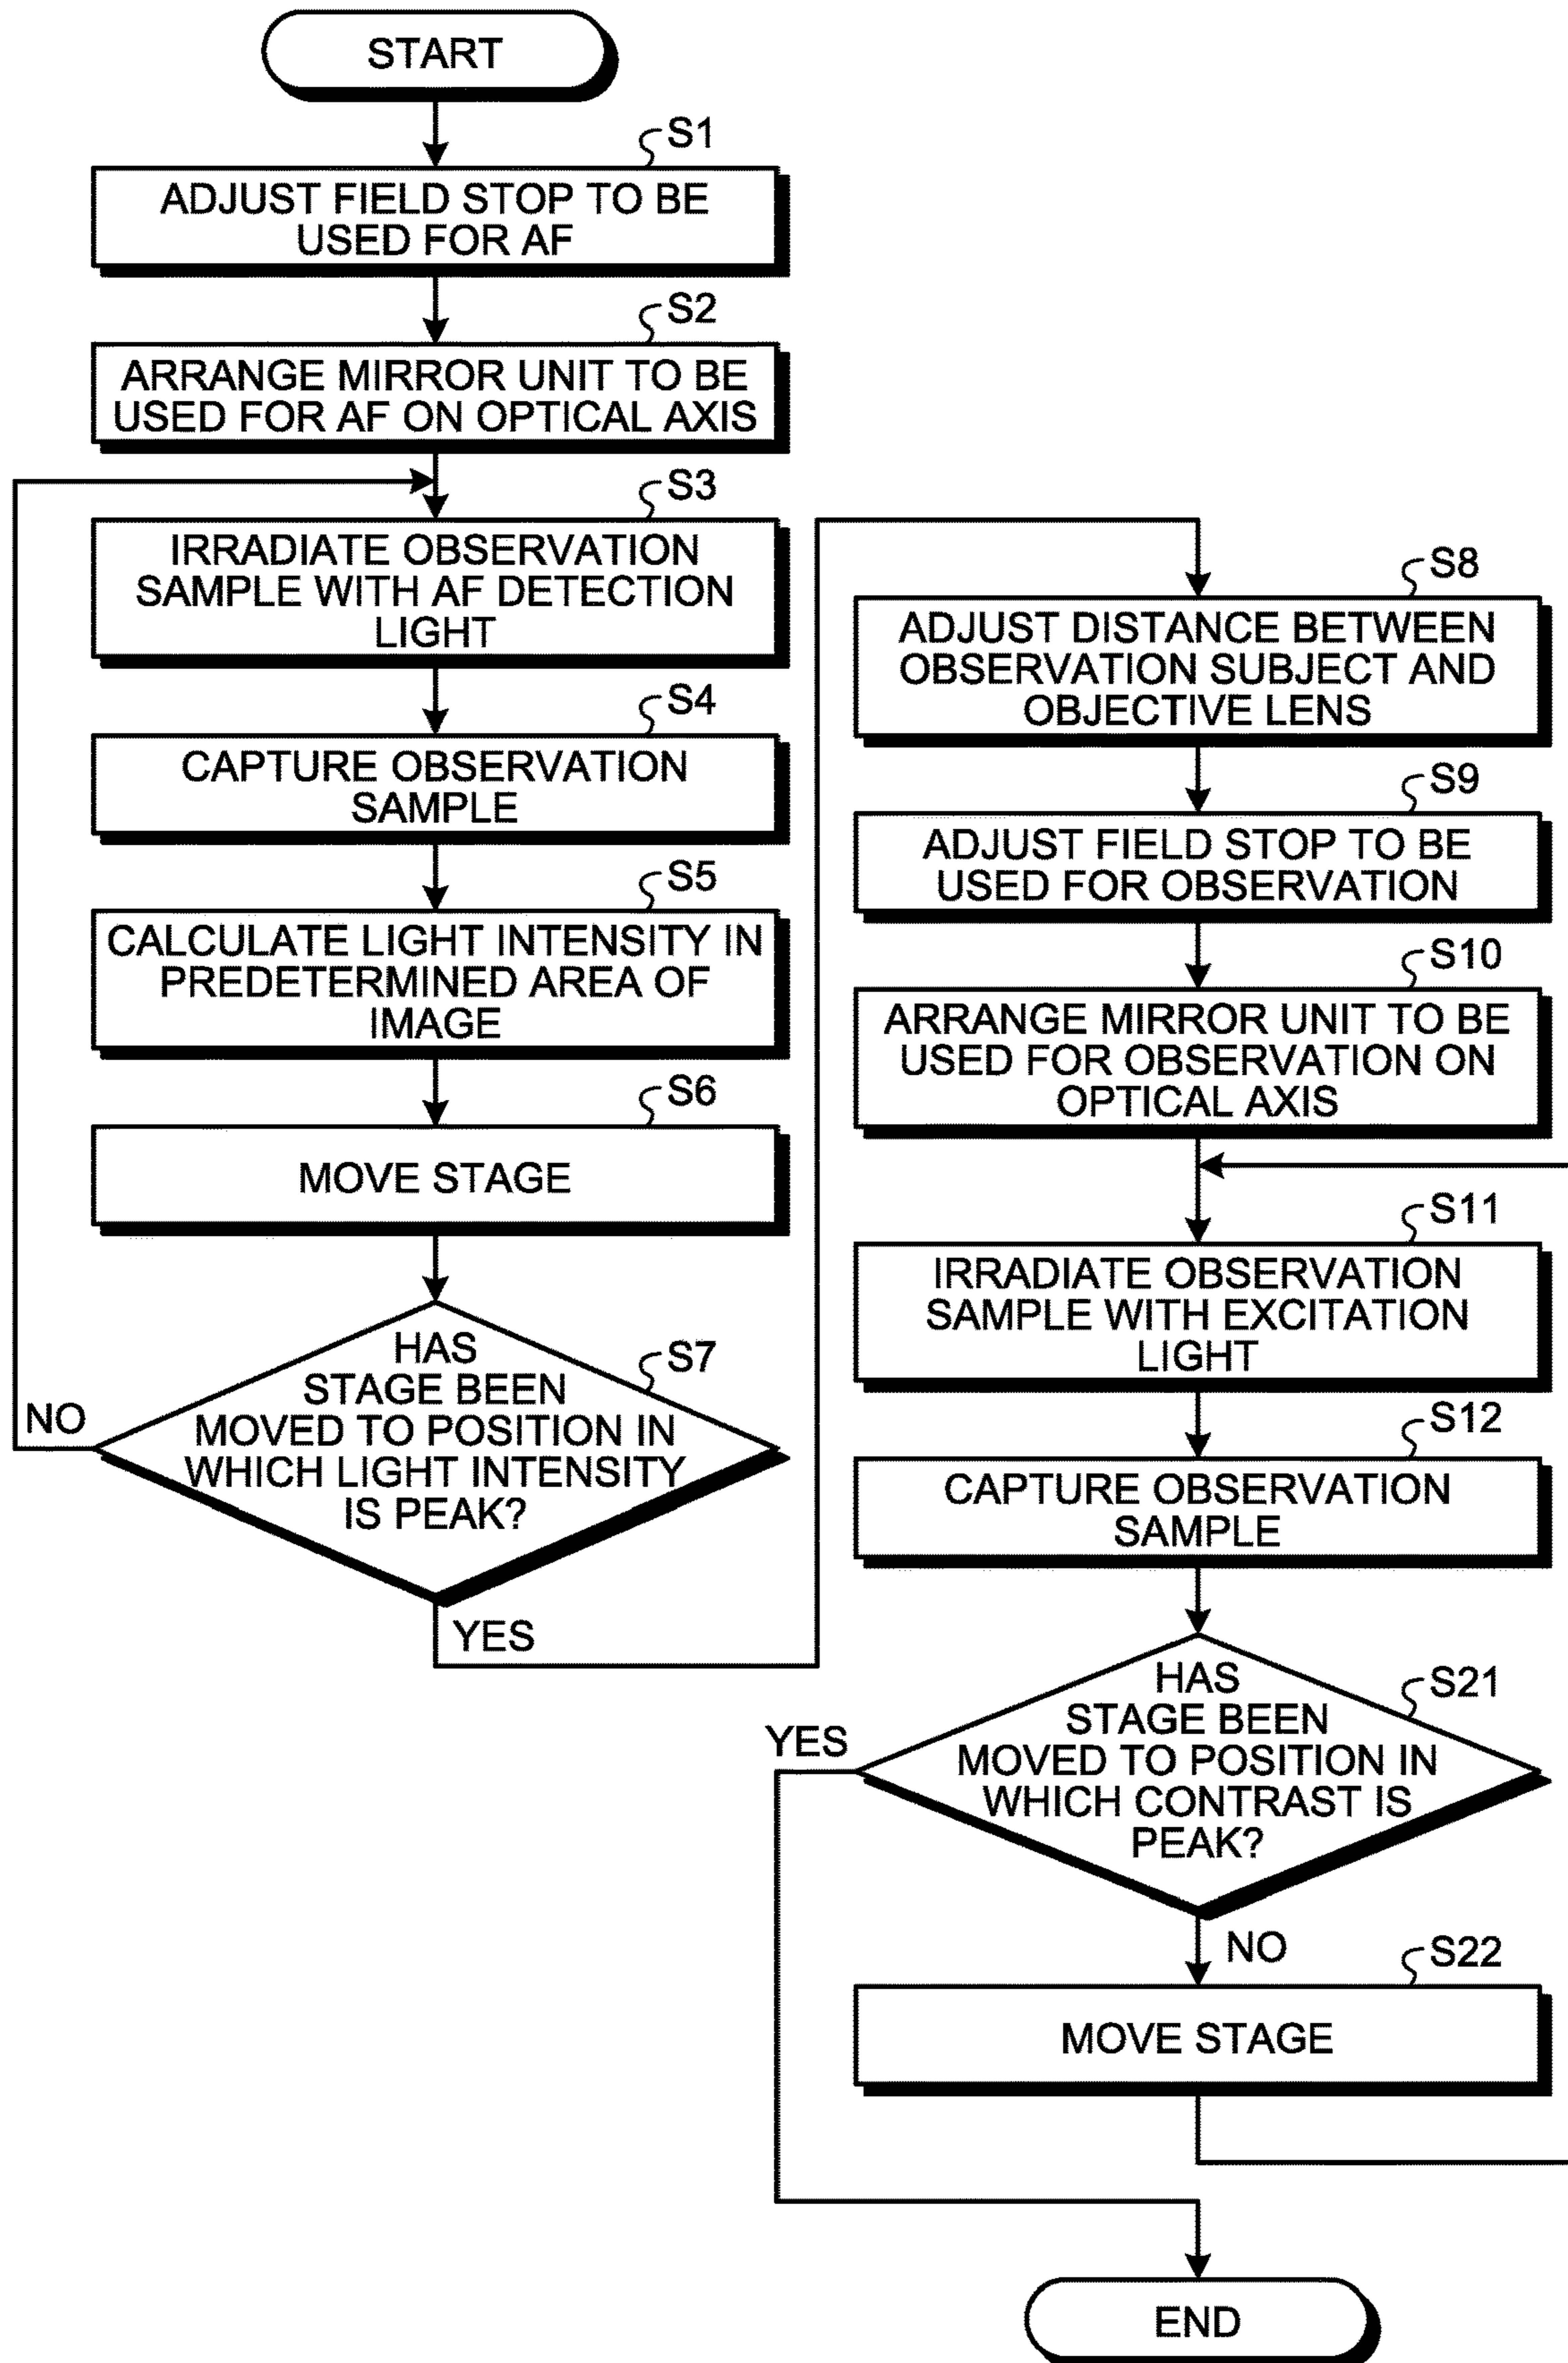 START
S1
ADJUST FIELD STOP TO BE
USED FOR AF
S2
ARRANGE MIRROR UNIT TO BE
USED FOR AF ON OPTICAL AXIS
S3
IRRADIATE OBSERVATION
SAMPLE WITH AF DETECTION
LIGHT
S4
CAPTURE OBSERVATION
SAMPLE
S5
CALCULATE LIGHT INTENSITY IN
PREDETERMINED AREA OF
IMAGE
S6
MOVE STAGE
S7
HAS
STAGE BEEN
MOVED TO POSITION IN
WHICH LIGHT INTENSITY
IS PEAK?
NO
YES
S8
ADJUST DISTANCE BETWEEN
OBSERVATION SUBJECT AND
OBJECTIVE LENS
S9
ADJUST FIELD STOP TO BE
USED FOR OBSERVATION
S10
ARRANGE MIRROR UNIT TO BE
USED FOR OBSERVATION ON
OPTICAL AXIS
S11
IRRADIATE OBSERVATION
SAMPLE WITH EXCITATION
LIGHT
S12
CAPTURE OBSERVATION
SAMPLE
S21
HAS
STAGE BEEN
MOVED TO POSITION IN
WHICH CONTRAST IS
PEAK?
YES
NO
S22
MOVE STAGE
END